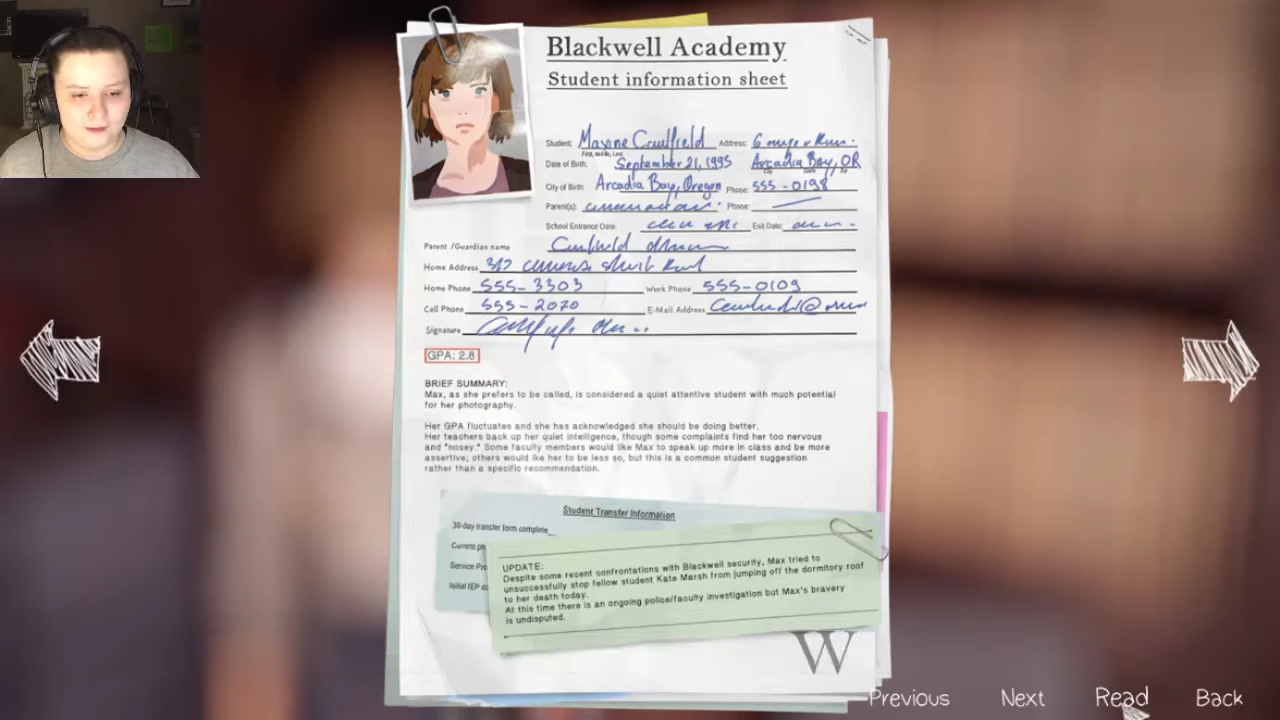 Blackwell Academy
Student information sheet
Student: Maxine Caulfield Address:
First, Middle, Last
Date of Birth: September 21, 1995 Arcadia Bay, OR
City of Birth: Arcadia Bay, Oregon Phone: 555-0198
Parent(s): Phone:
School Entrance Date: Exit Date:
Parent /Guardian name
Home Address
Home Phone 555-3303 Work Phone 555-0109
Cell Phone 555-2070 E-Mail Address
Signature
GPA: 2.8
BRIEF SUMMARY:
Max, as she prefers to be called, is considered a quiet attentive student with much potential
for her photography.
Her GPA fluctuates and she has acknowledged she should be doing better.
Her teachers back up her quiet intelligence, though some complaints find her too nervous
and "nosey." Some faculty members would like Max to speak up more in class and be more
assertive; others would like her to be less so, but this is a common student suggestion
rather than a specific recommendation.
Student Transfer Information
30-day transfer form complete_
Current
Service
Initial IEP
UPDATE:
Despite some recent confrontations with Blackwell security, Max tried to
unsuccessfully stop fellow student Kate Marsh from jumping off the dormitory roof
to her death today.
At this time there is an ongoing police/faculty investigation but Max's bravery
is undisputed.
W
Previous Next Read Back